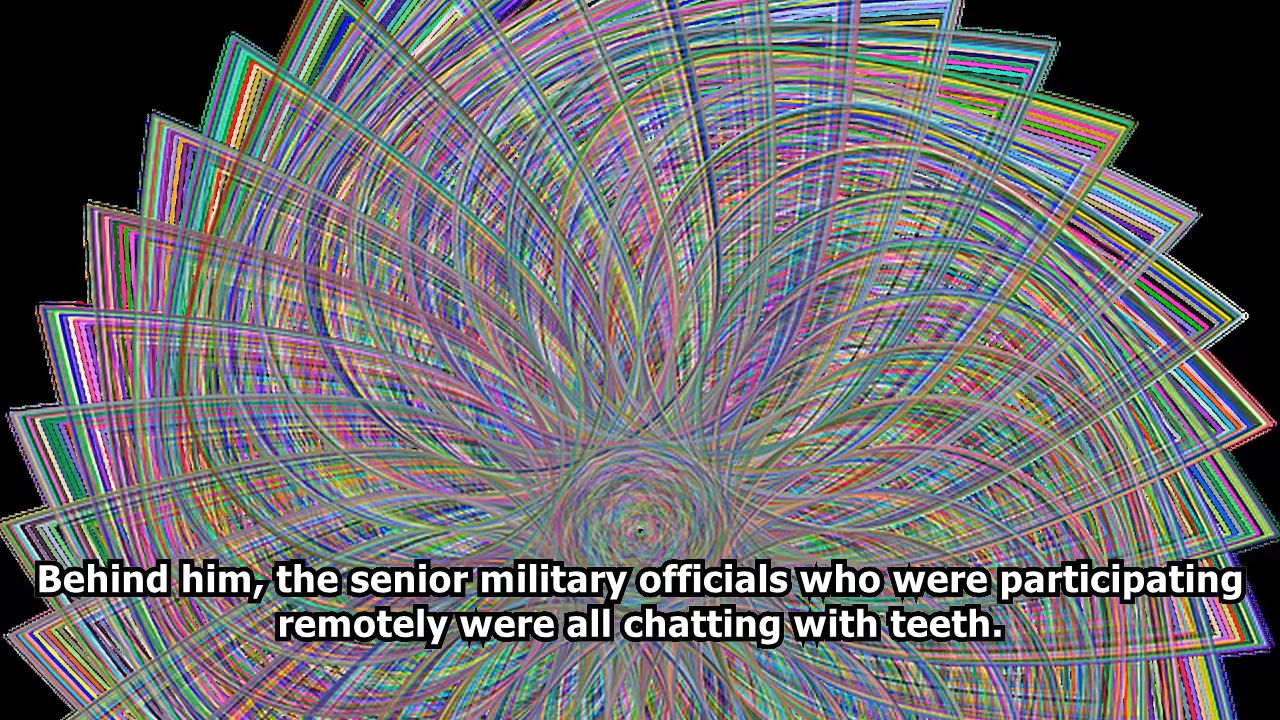 Behind him, the senior military officials who were participating
remotely were all chatting with teeth.